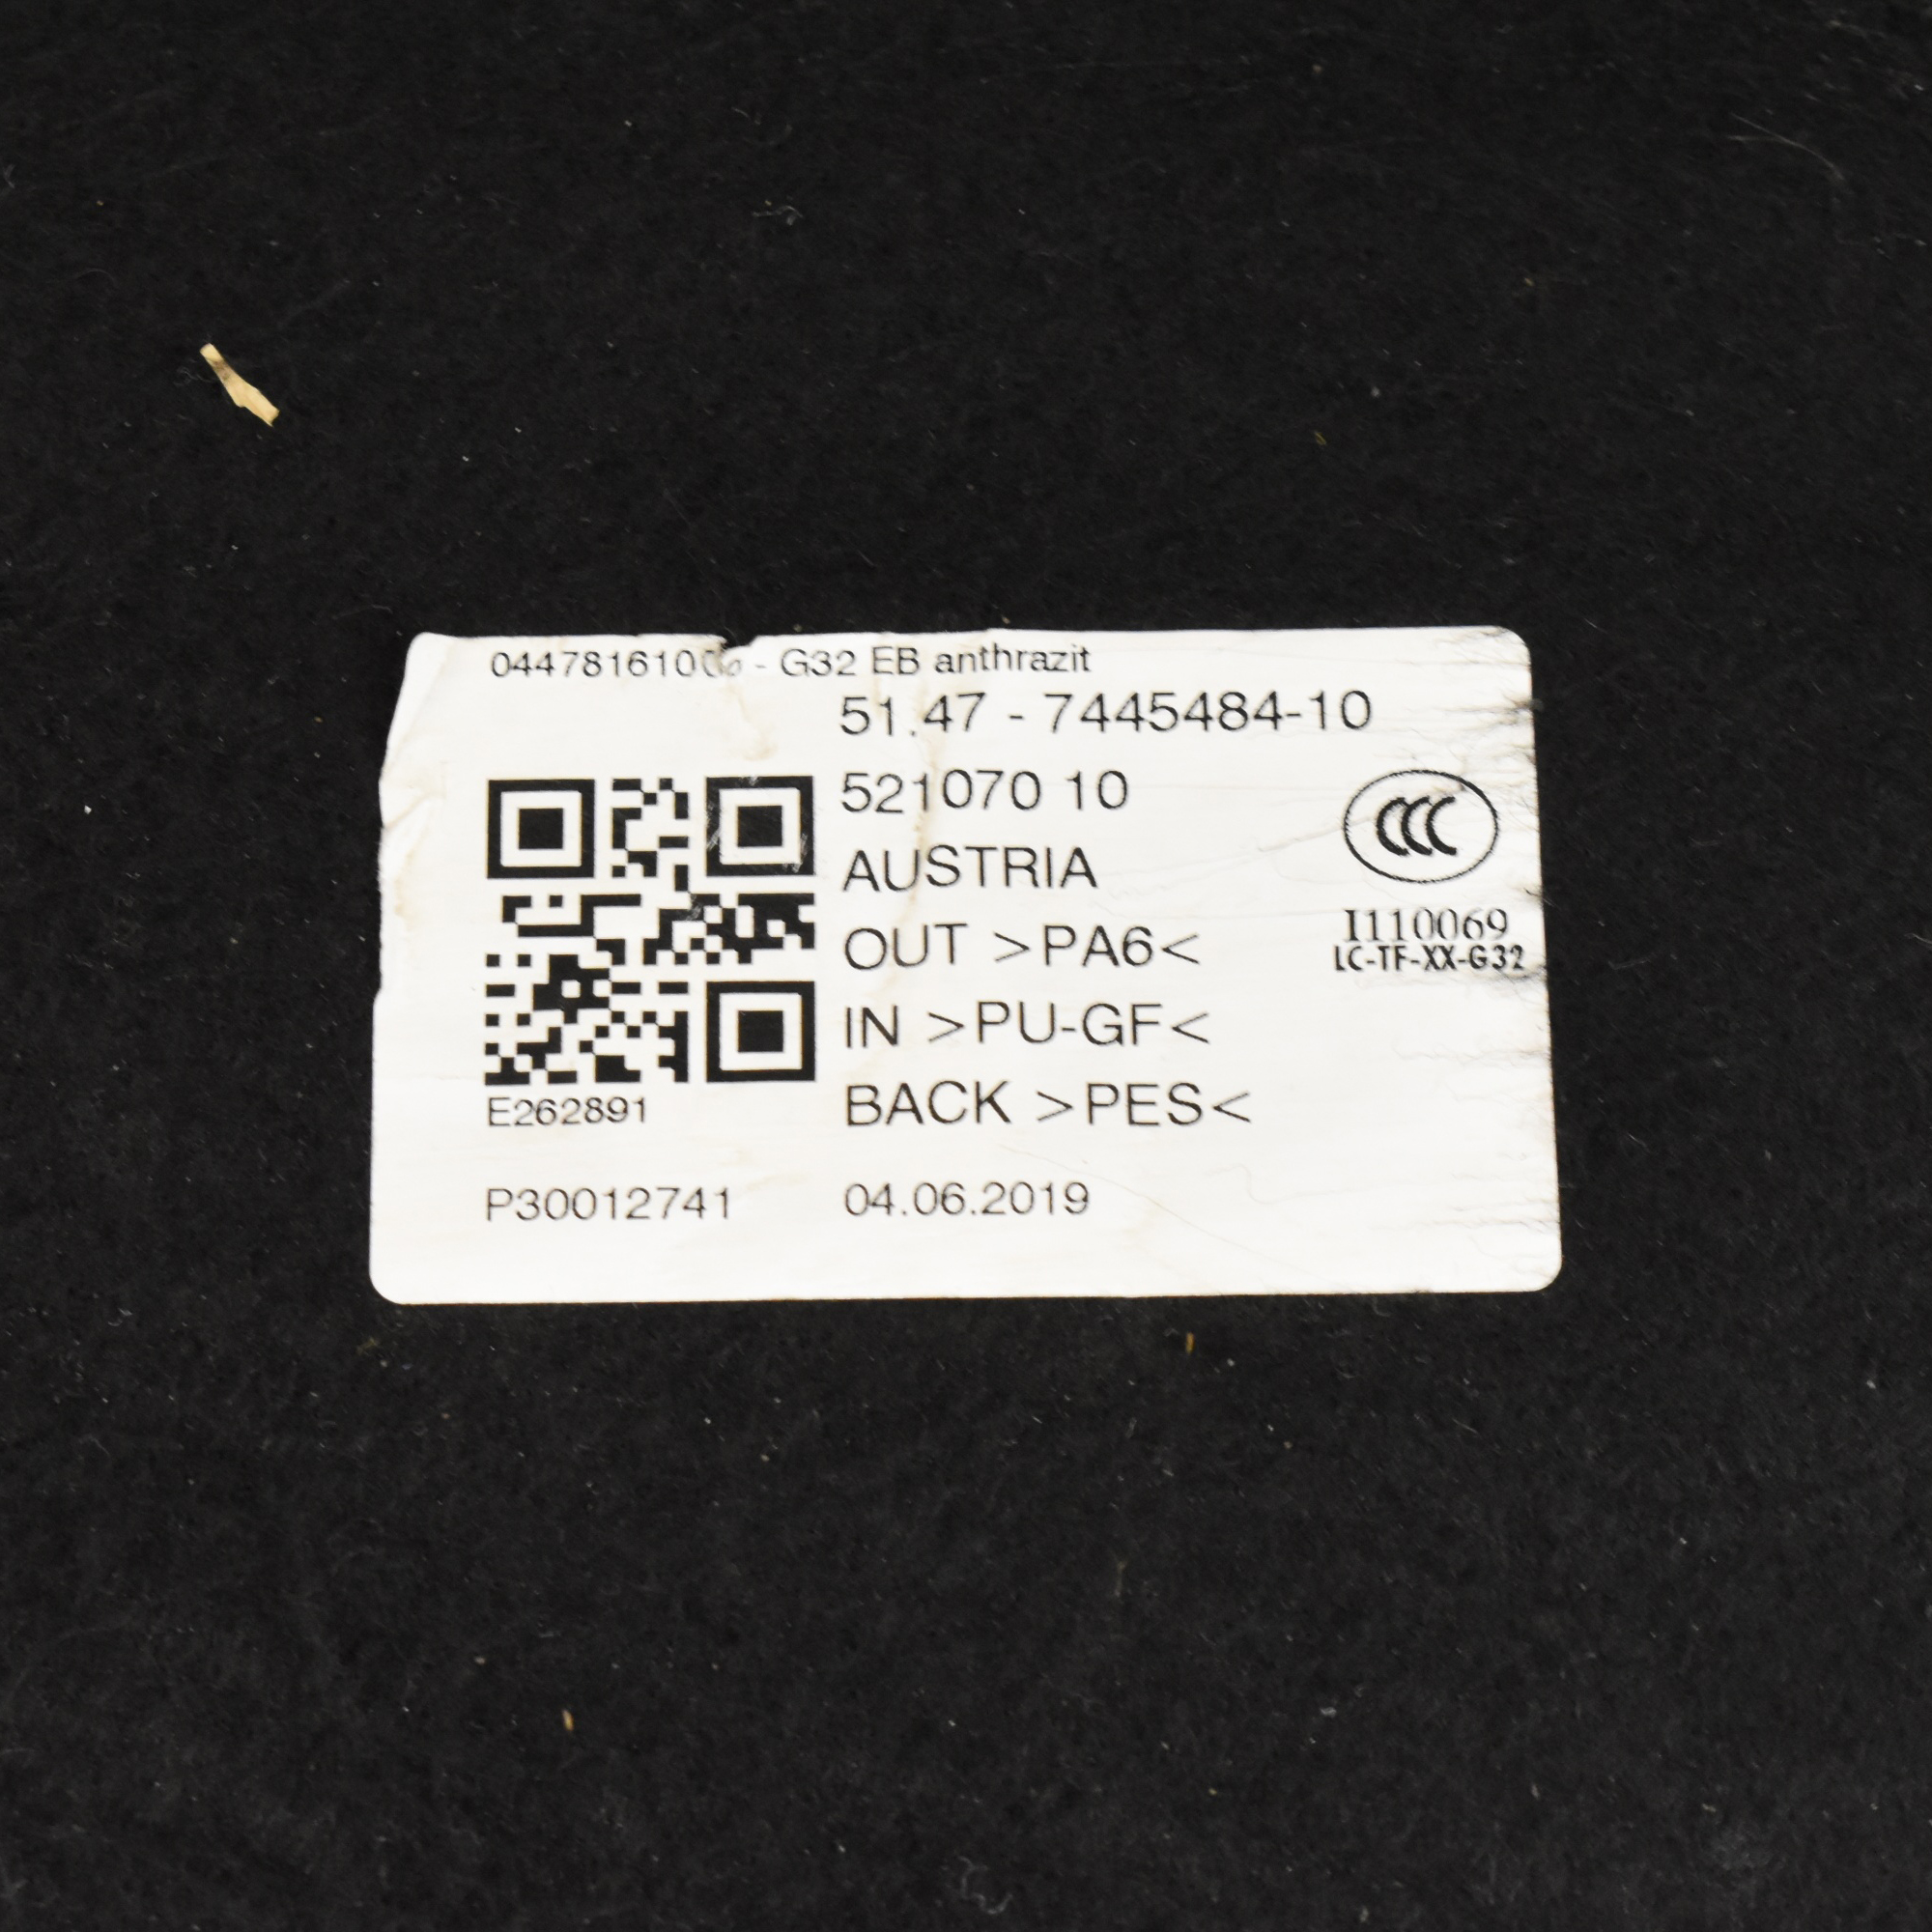 - G32 EB anthrazit
51.47 - 7445484-10
521070 10
AUSTRIA
OUT >PA6<
IN >PU-GF<
BACK >PES<
CCC
I110069
LC-TF-XX-G32
E262891
P30012741
04.06.2019